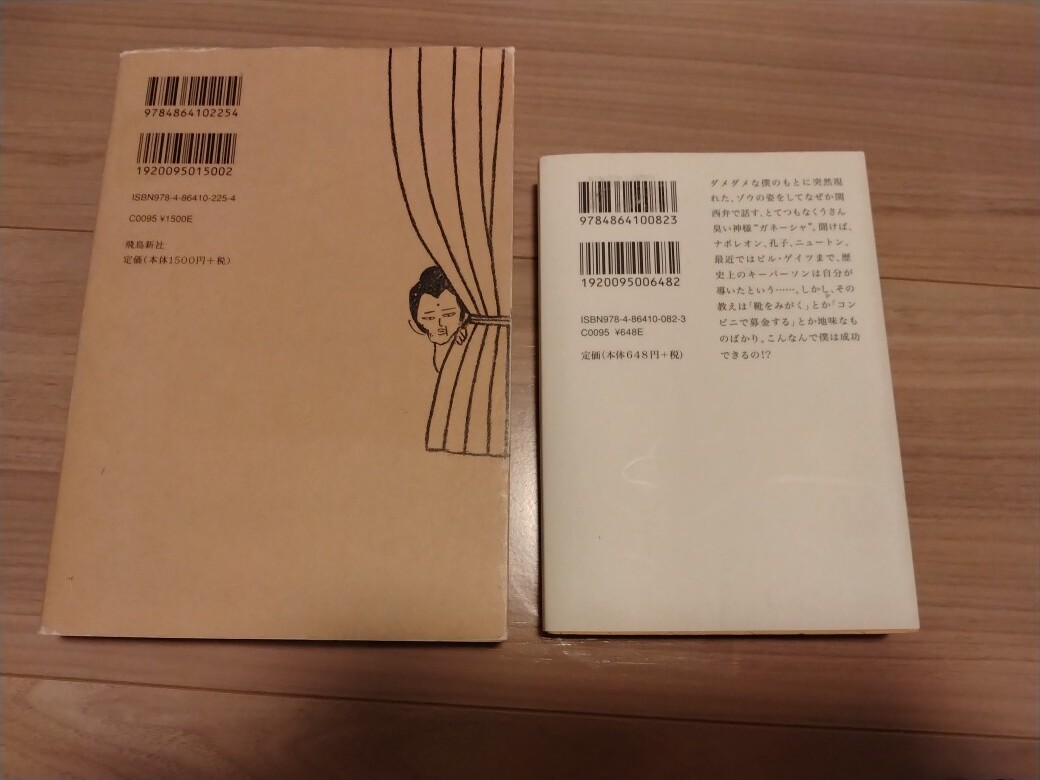 9784864102254
1920095015002
ISBN978-4-86410-225-4
C0095 ¥1500E
飛鳥新社
定価(本体1500円+税)
9784864100823
1920095006482
ISBN978-4-86410-082-3
C0095 ¥648E
定価(本体648円+税)
ダメダメな僕のもとに突然現
れた、ゾウの姿をしてなぜか関
西弁で話す、とてつもなくうさん
臭い神様“ガネーシャ”。聞けば、
ナポレオン、孔子、ニュートン、
最近ではビル・ゲイツまで、歴
史上のキーパーソンは自分が
導いたという……。しかし、その
教えは「靴をみがく」とか「コン
ビニで募金する」とか地味なも
のばかり。こんなんで僕は成功
できるの!?